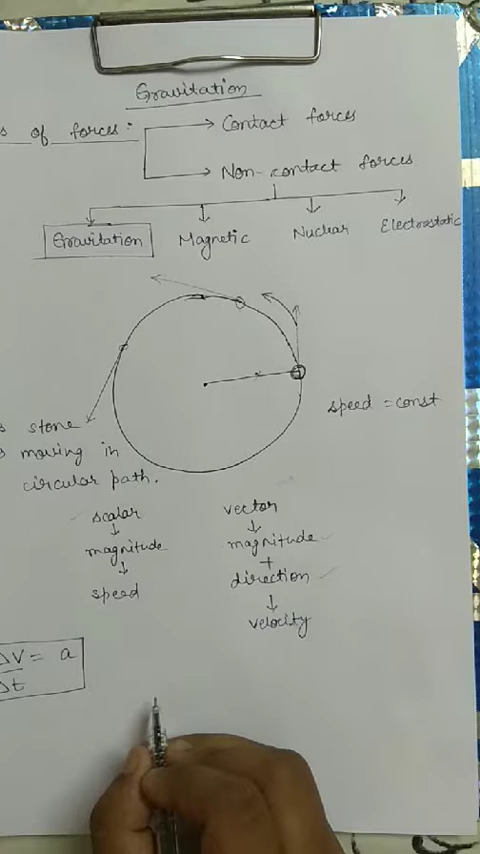 Gravitation
s of forces:
Contact forces
Non-contact forces
Gravitation Magnetic Nuclear Electrostatic
speed = const
stone
moving in
circular path.
scalar vector
magnitude magnitude
+
direction
speed
velocity
ΔV = a
Δt